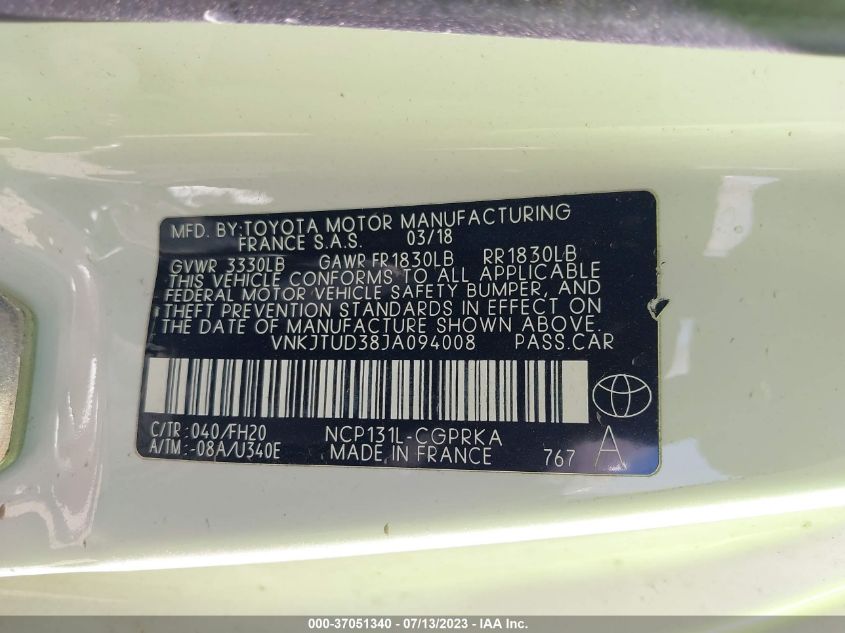 MFD. BY:TOYOTA MOTOR MANUFACTURING
FRANCE S.A.S. 03/18
GVWR 3330LB GAWR FR1830LB RR1830LB
THIS VEHICLE CONFORMS TO ALL APPLICABLE
FEDERAL MOTOR VEHICLE SAFETY BUMPER, AND
THEFT PREVENTION STANDARDS IN EFFECT ON
THE DATE OF MANUFACTURE SHOWN ABOVE.
VNKJTUD38JA094008 PASS.CAR
C/TR: 040/FH20 NCP131L-CGPRKA
A/TM: -08A/U340E MADE IN FRANCE 767 A
000-37051340 / 07/13/2023 - © IAA Inc.